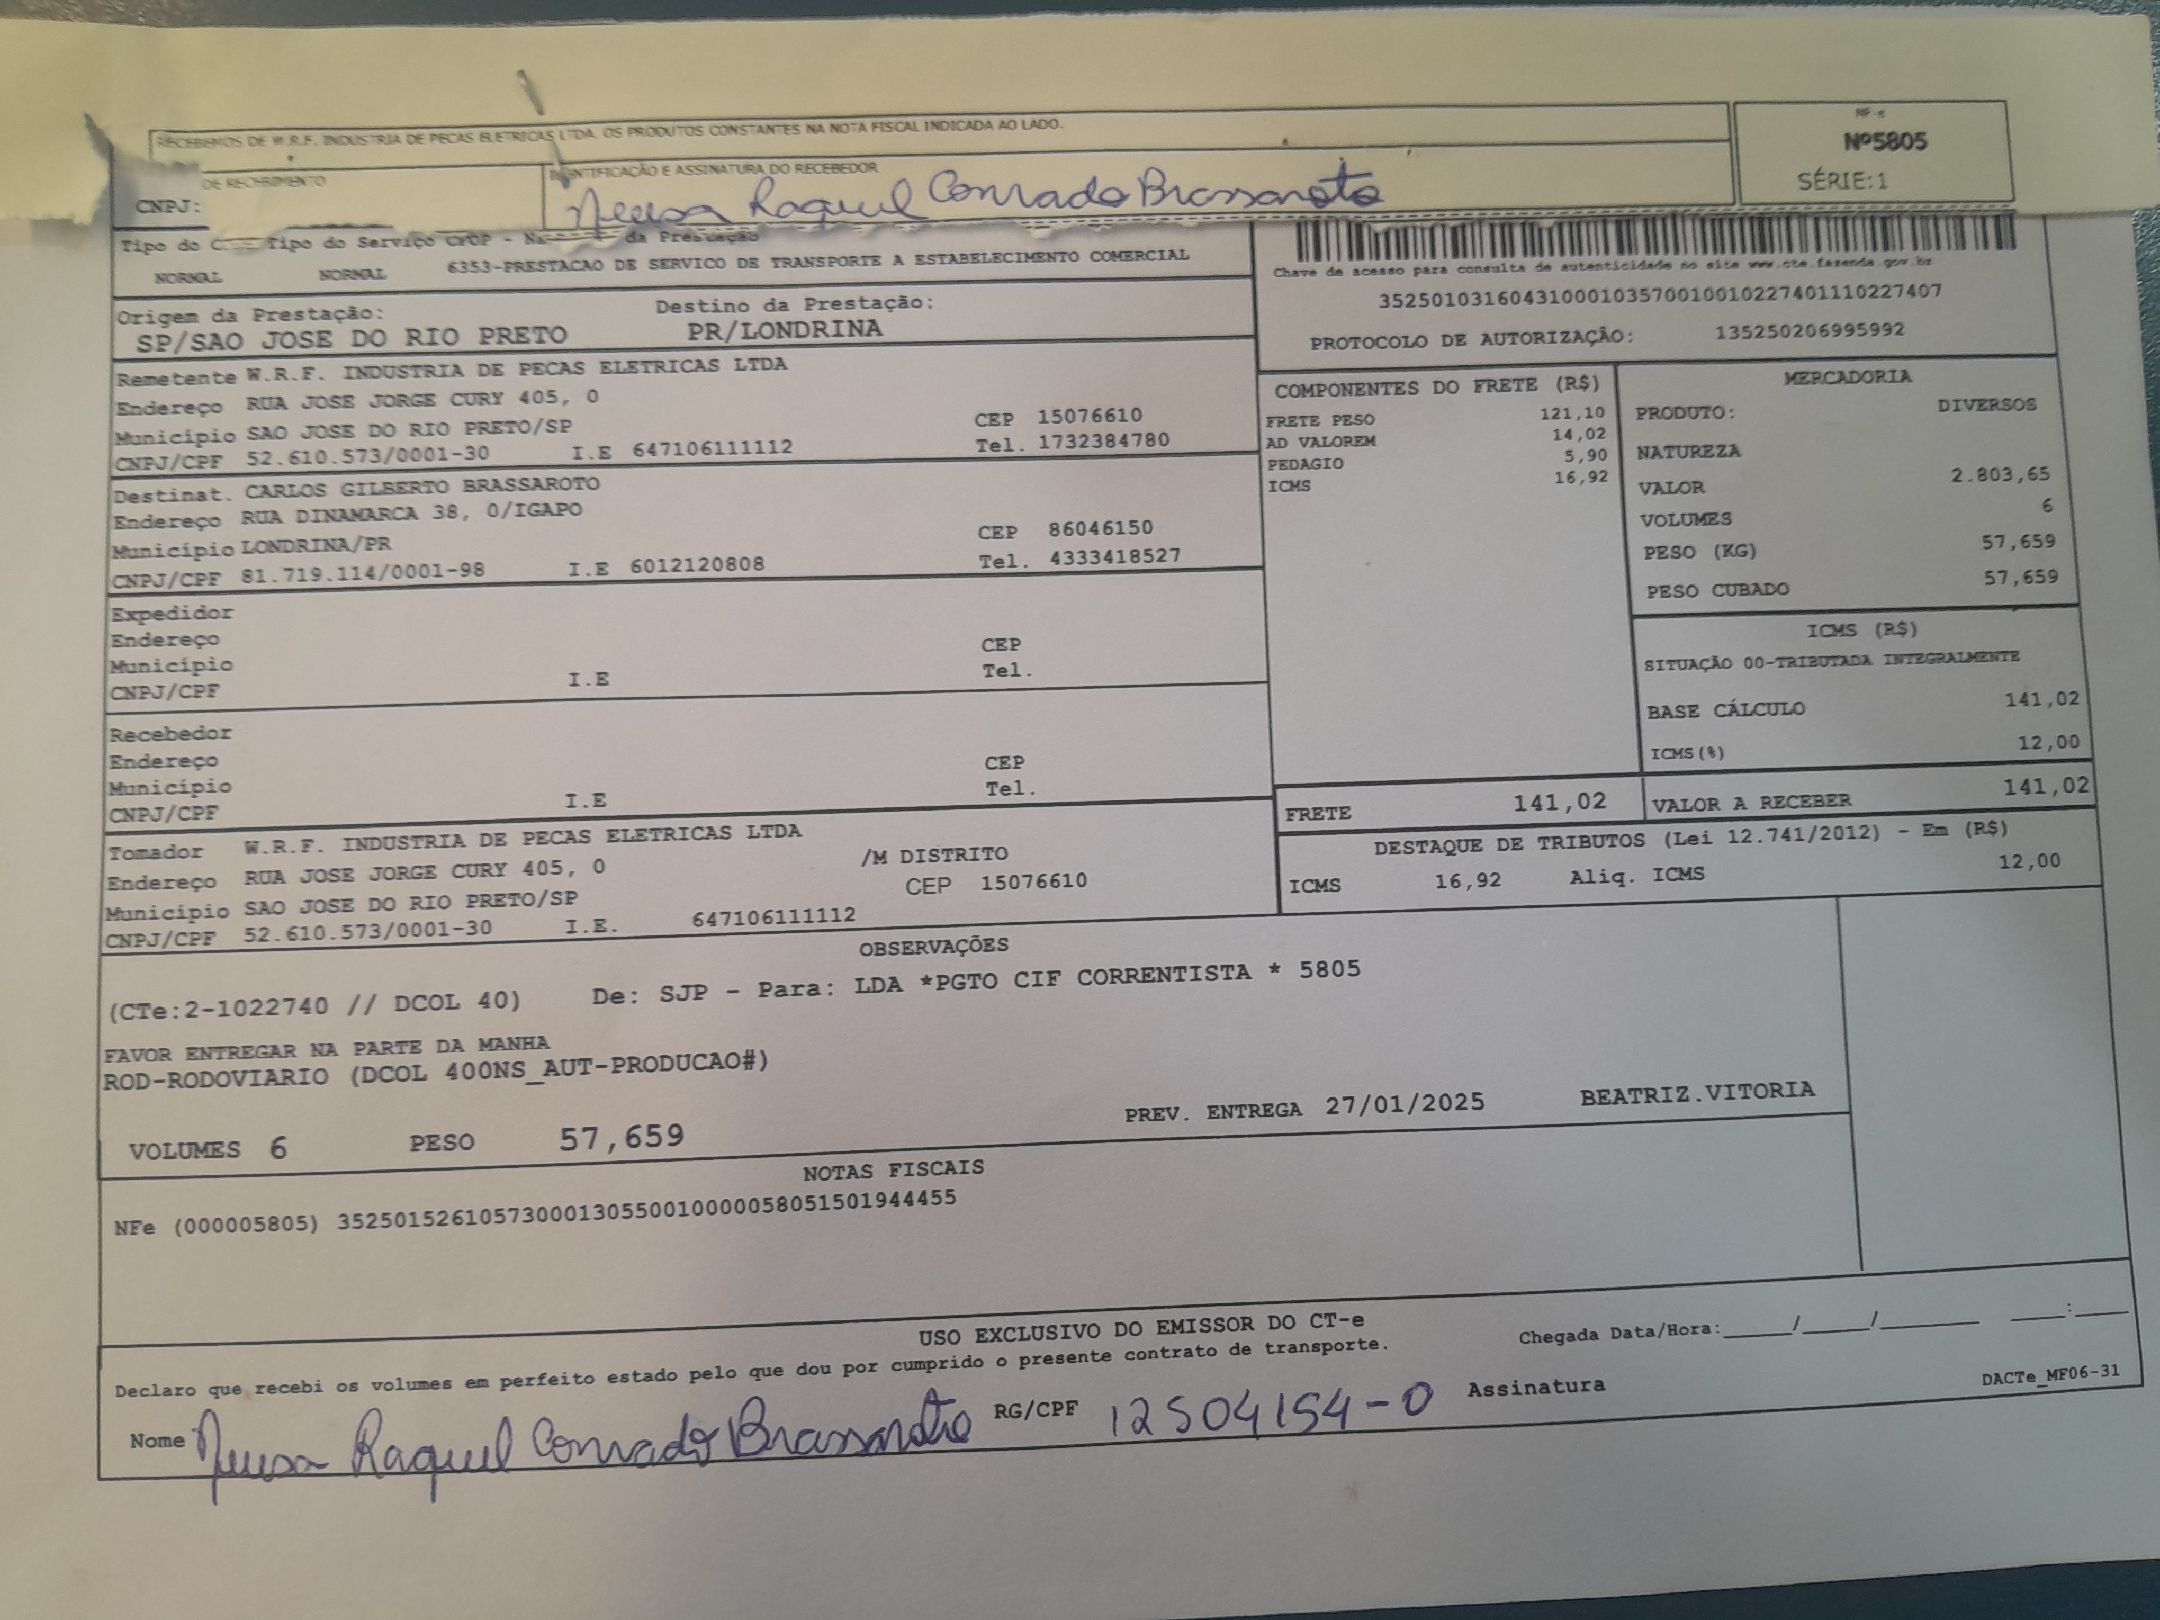 RECEBEMOS DE W.R.F. INDUSTRIA DE PECAS ELETRICAS LTDA. OS PRODUTOS CONSTANTES NA NOTA FISCAL INDICADA AO LADO.
NF-e
Nº5805
SÉRIE:1
DE RECEBIMENTO
IDENTIFICAÇÃO E ASSINATURA DO RECEBEDOR
CNPJ:
Neusa Raquel Conrado Brassaroto
Tipo do Tipo do Serviço CFOP - da Prestação
NORMAL NORMAL 6353-PRESTACAO DE SERVICO DE TRANSPORTE A ESTABELECIMENTO COMERCIAL
Chave de acesso para consulta de autenticidade no site www.cte.fazenda.gov.br
35250103160431000103570010010227401110227407
PROTOCOLO DE AUTORIZAÇÃO: 135250206995992
Origem da Prestação: Destino da Prestação:
SP/SAO JOSE DO RIO PRETO PR/LONDRINA
Remetente W.R.F. INDUSTRIA DE PECAS ELETRICAS LTDA
Endereço RUA JOSE JORGE CURY 405, 0
Município SAO JOSE DO RIO PRETO/SP CEP 15076610
CNPJ/CPF 52.610.573/0001-30 I.E 647106111112 Tel. 1732384780
Destinat. CARLOS GILBERTO BRASSAROTO
Endereço RUA DINAMARCA 38, 0/IGAPO
Município LONDRINA/PR CEP 86046150
CNPJ/CPF 81.719.114/0001-98 I.E 6012120808 Tel. 4333418527
Expedidor
Endereço
Município CEP
CNPJ/CPF I.E Tel.
Recebedor
Endereço
Município CEP
CNPJ/CPF I.E Tel.
Tomador W.R.F. INDUSTRIA DE PECAS ELETRICAS LTDA
Endereço RUA JOSE JORGE CURY 405, 0 /M DISTRITO
Município SAO JOSE DO RIO PRETO/SP CEP 15076610
CNPJ/CPF 52.610.573/0001-30 I.E. 647106111112
COMPONENTES DO FRETE (R$)
FRETE PESO 121,10
AD VALOREM 14,02
PEDAGIO 5,90
ICMS 16,92
MERCADORIA
PRODUTO: DIVERSOS
NATUREZA
VALOR 2.803,65
VOLUMES 6
PESO (KG) 57,659
PESO CUBADO 57,659
ICMS (R$)
SITUAÇÃO 00-TRIBUTADA INTEGRALMENTE
BASE CÁLCULO 141,02
ICMS(%) 12,00
FRETE 141,02 VALOR A RECEBER 141,02
DESTAQUE DE TRIBUTOS (Lei 12.741/2012) - Em (R$)
ICMS 16,92 Aliq. ICMS 12,00
OBSERVAÇÕES
(CTe:2-1022740 // DCOL 40) De: SJP - Para: LDA *PGTO CIF CORRENTISTA * 5805
FAVOR ENTREGAR NA PARTE DA MANHA
ROD-RODOVIARIO (DCOL 400NS_AUT-PRODUCAO#)
PREV. ENTREGA 27/01/2025 BEATRIZ.VITORIA
VOLUMES 6 PESO 57,659
NOTAS FISCAIS
NFe (000005805) 35250152610573000130550010000058051501944455
USO EXCLUSIVO DO EMISSOR DO CT-e
Declaro que recebi os volumes em perfeito estado pelo que dou por cumprido o presente contrato de transporte.
Chegada Data/Hora:_____/_____/_______ ____:____
Nome Neusa Raquel Conrado Brassaroto RG/CPF 12504154-0 Assinatura
DACTe_MF06-31